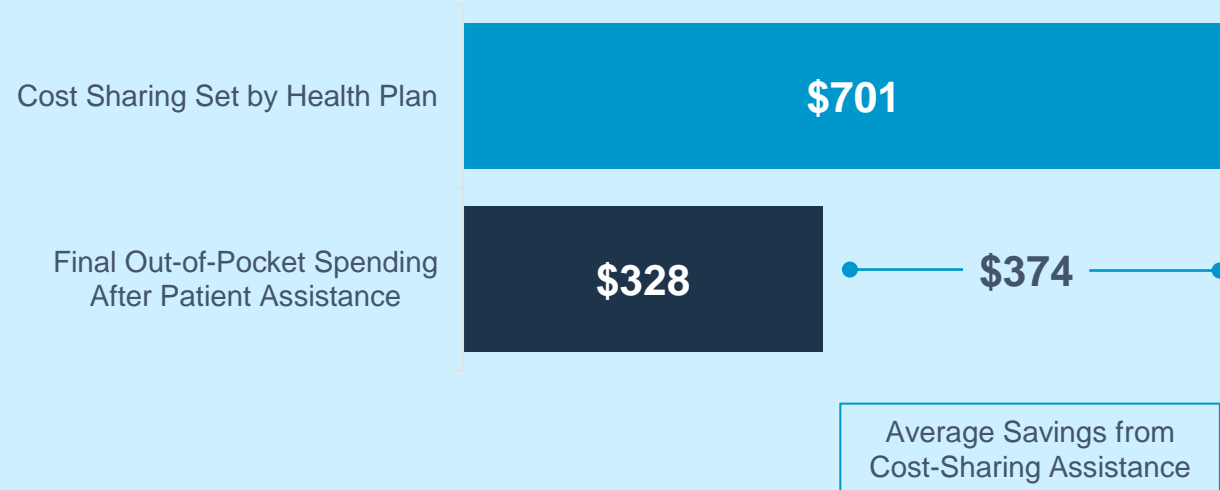 Cost Sharing Set by Health Plan
$701
Final Out-of-Pocket Spending
After Patient Assistance
$328
$374
Average Savings from
Cost-Sharing Assistance